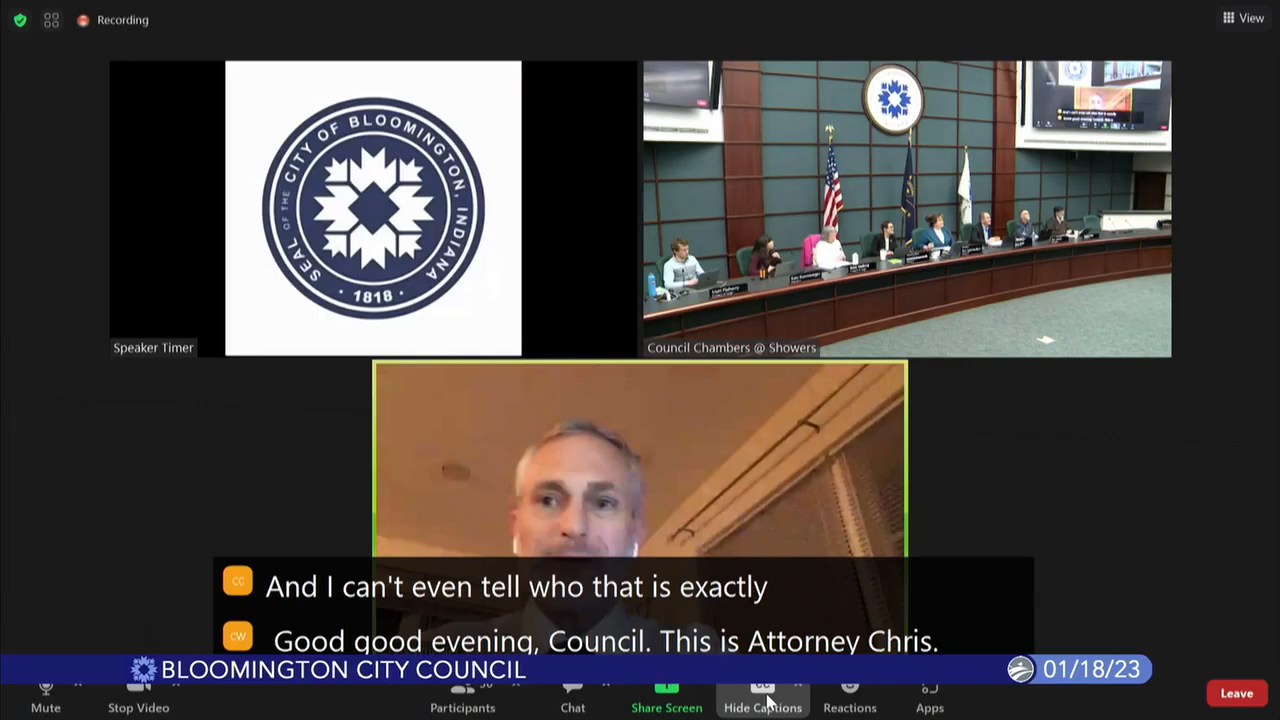 Recording
View
SEAL OF THE CITY OF BLOOMINGTON, INDIANA
· 1818 ·
Speaker Timer
Council Chambers @ Showers
CC
And I can't even tell who that is exactly
CW
Good good evening, Council. This is Attorney Chris.
BLOOMINGTON CITY COUNCIL
01/18/23
Mute
Stop Video
Participants
Chat
Share Screen
Hide Captions
Reactions
Apps
Leave